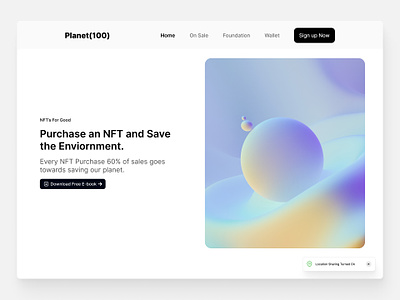 Planet(100)
Home
On Sale
Foundation
Wallet
Sign up Now
NFTs For Good
Purchase an NFT and Save
the Enviornment.
Every NFT Purchase 60% of sales goes
towards saving our planet.
Download Free E-book
Location Sharing Turned On